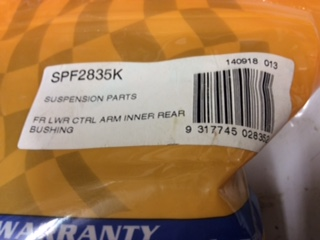 140918 013
SPF2835K
SUSPENSION PARTS
FR LWR CTRL ARM INNER REAR
BUSHING
9 317745 02835
WARRANTY